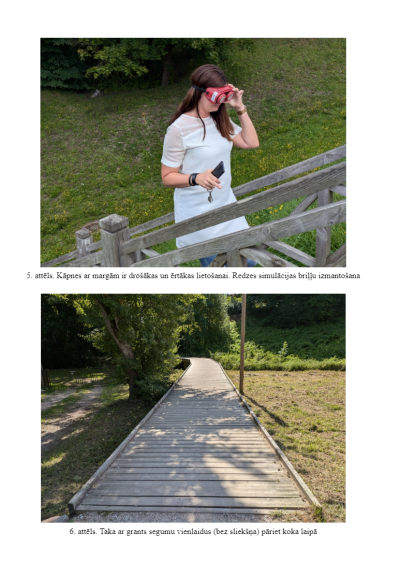 5. attēls. Kāpnes ar margām ir drošākas un ērtākas lietošanai. Redzes simulācijas briļļu izmantošana
6. attēls. Taka ar grants segumu vienlaidus (bez sliekšņa) pāriet koka laipā